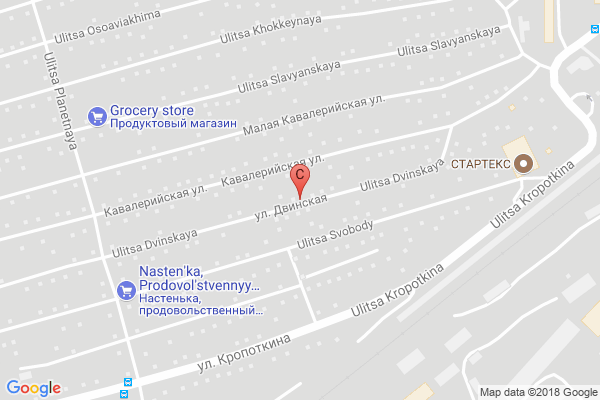 Ulitsa Osoaviakhima
Ulitsa Khokkeynaya
Ulitsa Slavyanskaya
Ulitsa Slavyanskaya
Ulitsa Planetnaya
Grocery store
Продуктовый магазин
Малая Кавалерийская ул.
Кавалерийская ул.
Кавалерийская ул.
СТАРТЕКС
C
Ulitsa Dvinskaya
ул. Двинская
Ulitsa Dvinskaya
Ulitsa Kropotkina
Ulitsa Svobody
Nasten'ka,
Prodovol'stvennyy…
Настенька,
продовольственный…
Ulitsa Kropotkina
ул. Кропоткина
Google
Map data ©2018 Google